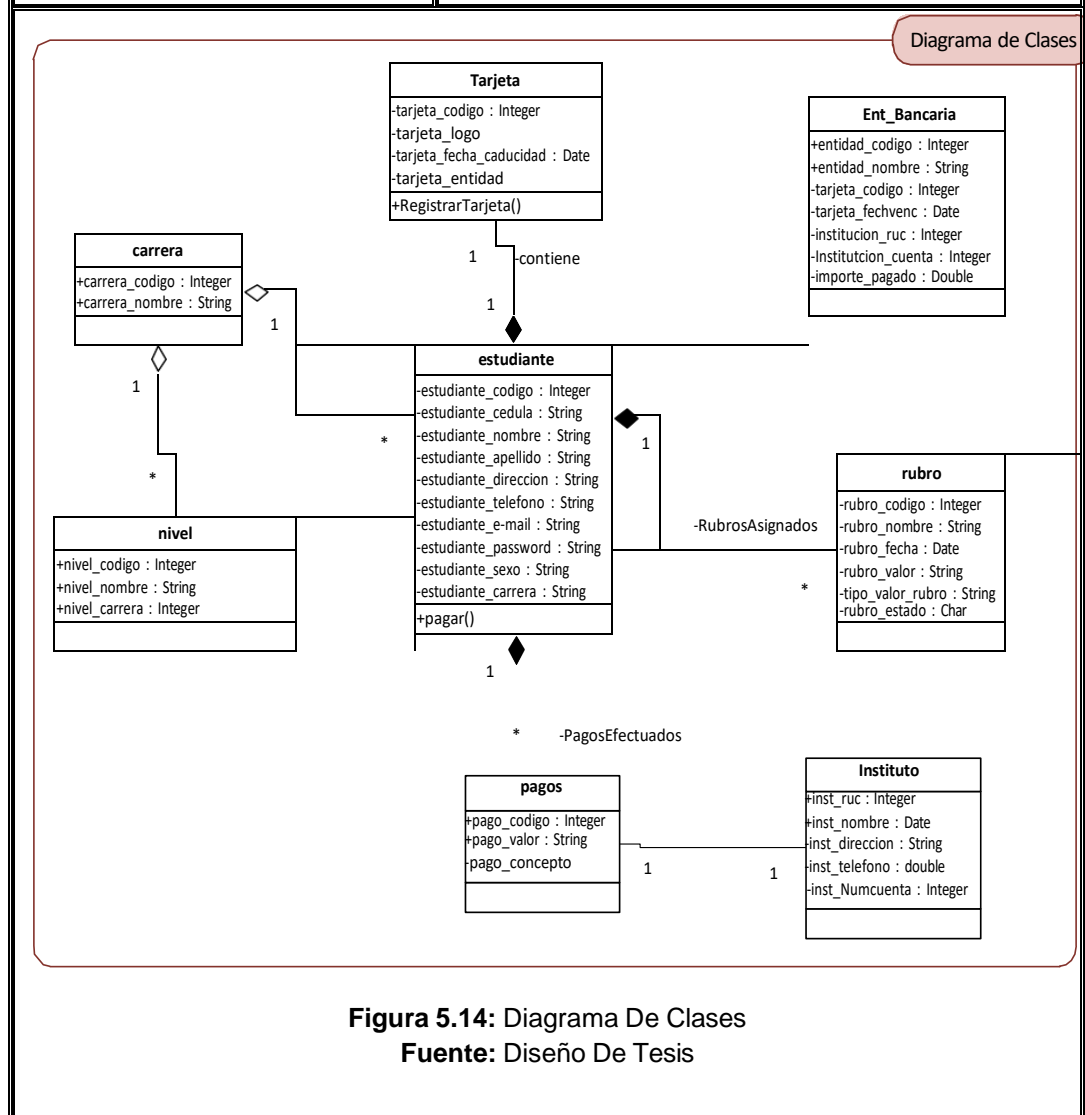 Diagrama de Clases
Tarjeta
-tarjeta_codigo : Integer
-tarjeta_logo
-tarjeta_fecha_caducidad : Date
-tarjeta_entidad
+RegistrarTarjeta()
Ent_Bancaria
+entidad_codigo : Integer
+entidad_nombre : String
-tarjeta_codigo : Integer
-tarjeta_fechvenc : Date
-institucion_ruc : Integer
-Institutcion_cuenta : Integer
-importe_pagado : Double
carrera
+carrera_codigo : Integer
+carrera_nombre : String
1
-contiene
1
1
1
*
*
estudiante
-estudiante_codigo : Integer
-estudiante_cedula : String
-estudiante_nombre : String
-estudiante_apellido : String
-estudiante_direccion : String
-estudiante_telefono : String
-estudiante_e-mail : String
-estudiante_password : String
-estudiante_sexo : String
-estudiante_carrera : String
+pagar()
1
-RubrosAsignados
*
rubro
-rubro_codigo : Integer
-rubro_nombre : String
-rubro_fecha : Date
-rubro_valor : String
-tipo_valor_rubro : String
-rubro_estado : Char
nivel
+nivel_codigo : Integer
+nivel_nombre : String
+nivel_carrera : Integer
1
* -PagosEfectuados
pagos
+pago_codigo : Integer
+pago_valor : String
-pago_concepto
1
1
Instituto
+inst_ruc : Integer
+inst_nombre : Date
-inst_direccion : String
-inst_telefono : double
-inst_Numcuenta : Integer
Figura 5.14: Diagrama De Clases
Fuente: Diseño De Tesis